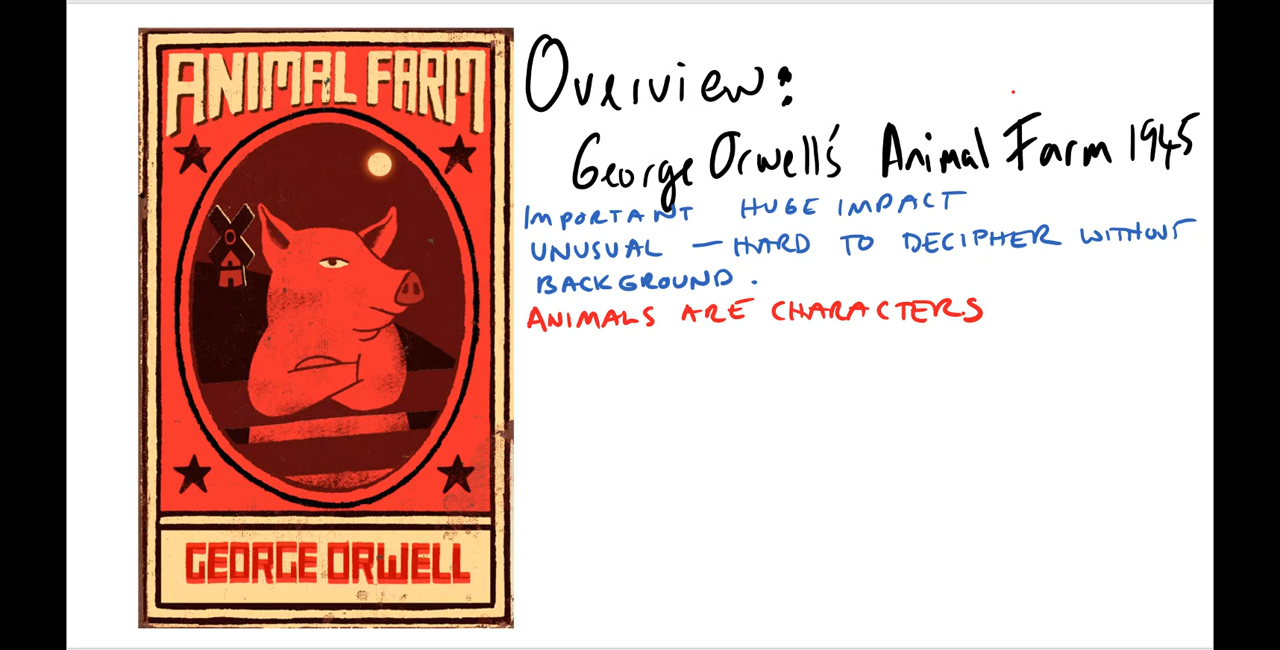 ANIMAL FARM
GEORGE ORWELL
Overview:
George Orwell's Animal Farm 1945
IMPORTANT HUGE IMPACT
UNUSUAL — HARD TO DECIPHER WITHOUT
BACKGROUND.
ANIMALS ARE CHARACTERS